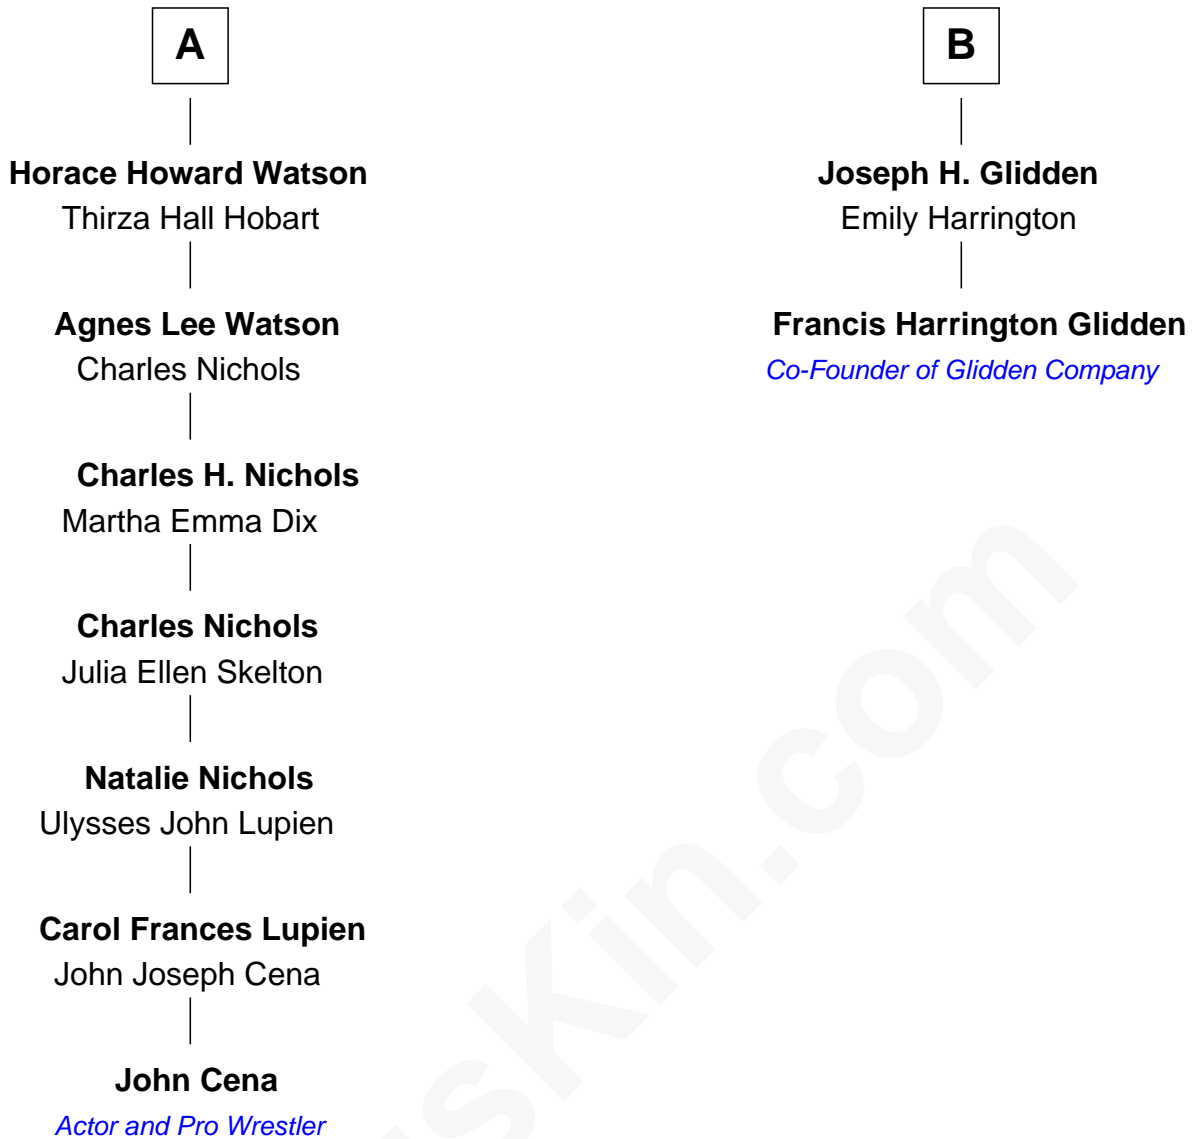 A
Horace Howard Watson
Thirza Hall Hobart
Agnes Lee Watson
Charles Nichols
Charles H. Nichols
Martha Emma Dix
Charles Nichols
Julia Ellen Skelton
Natalie Nichols
Ulysses John Lupien
Carol Frances Lupien
John Joseph Cena
John Cena
Actor and Pro Wrestler
B
Joseph H. Glidden
Emily Harrington
Francis Harrington Glidden
Co-Founder of Glidden Company
sKin.com